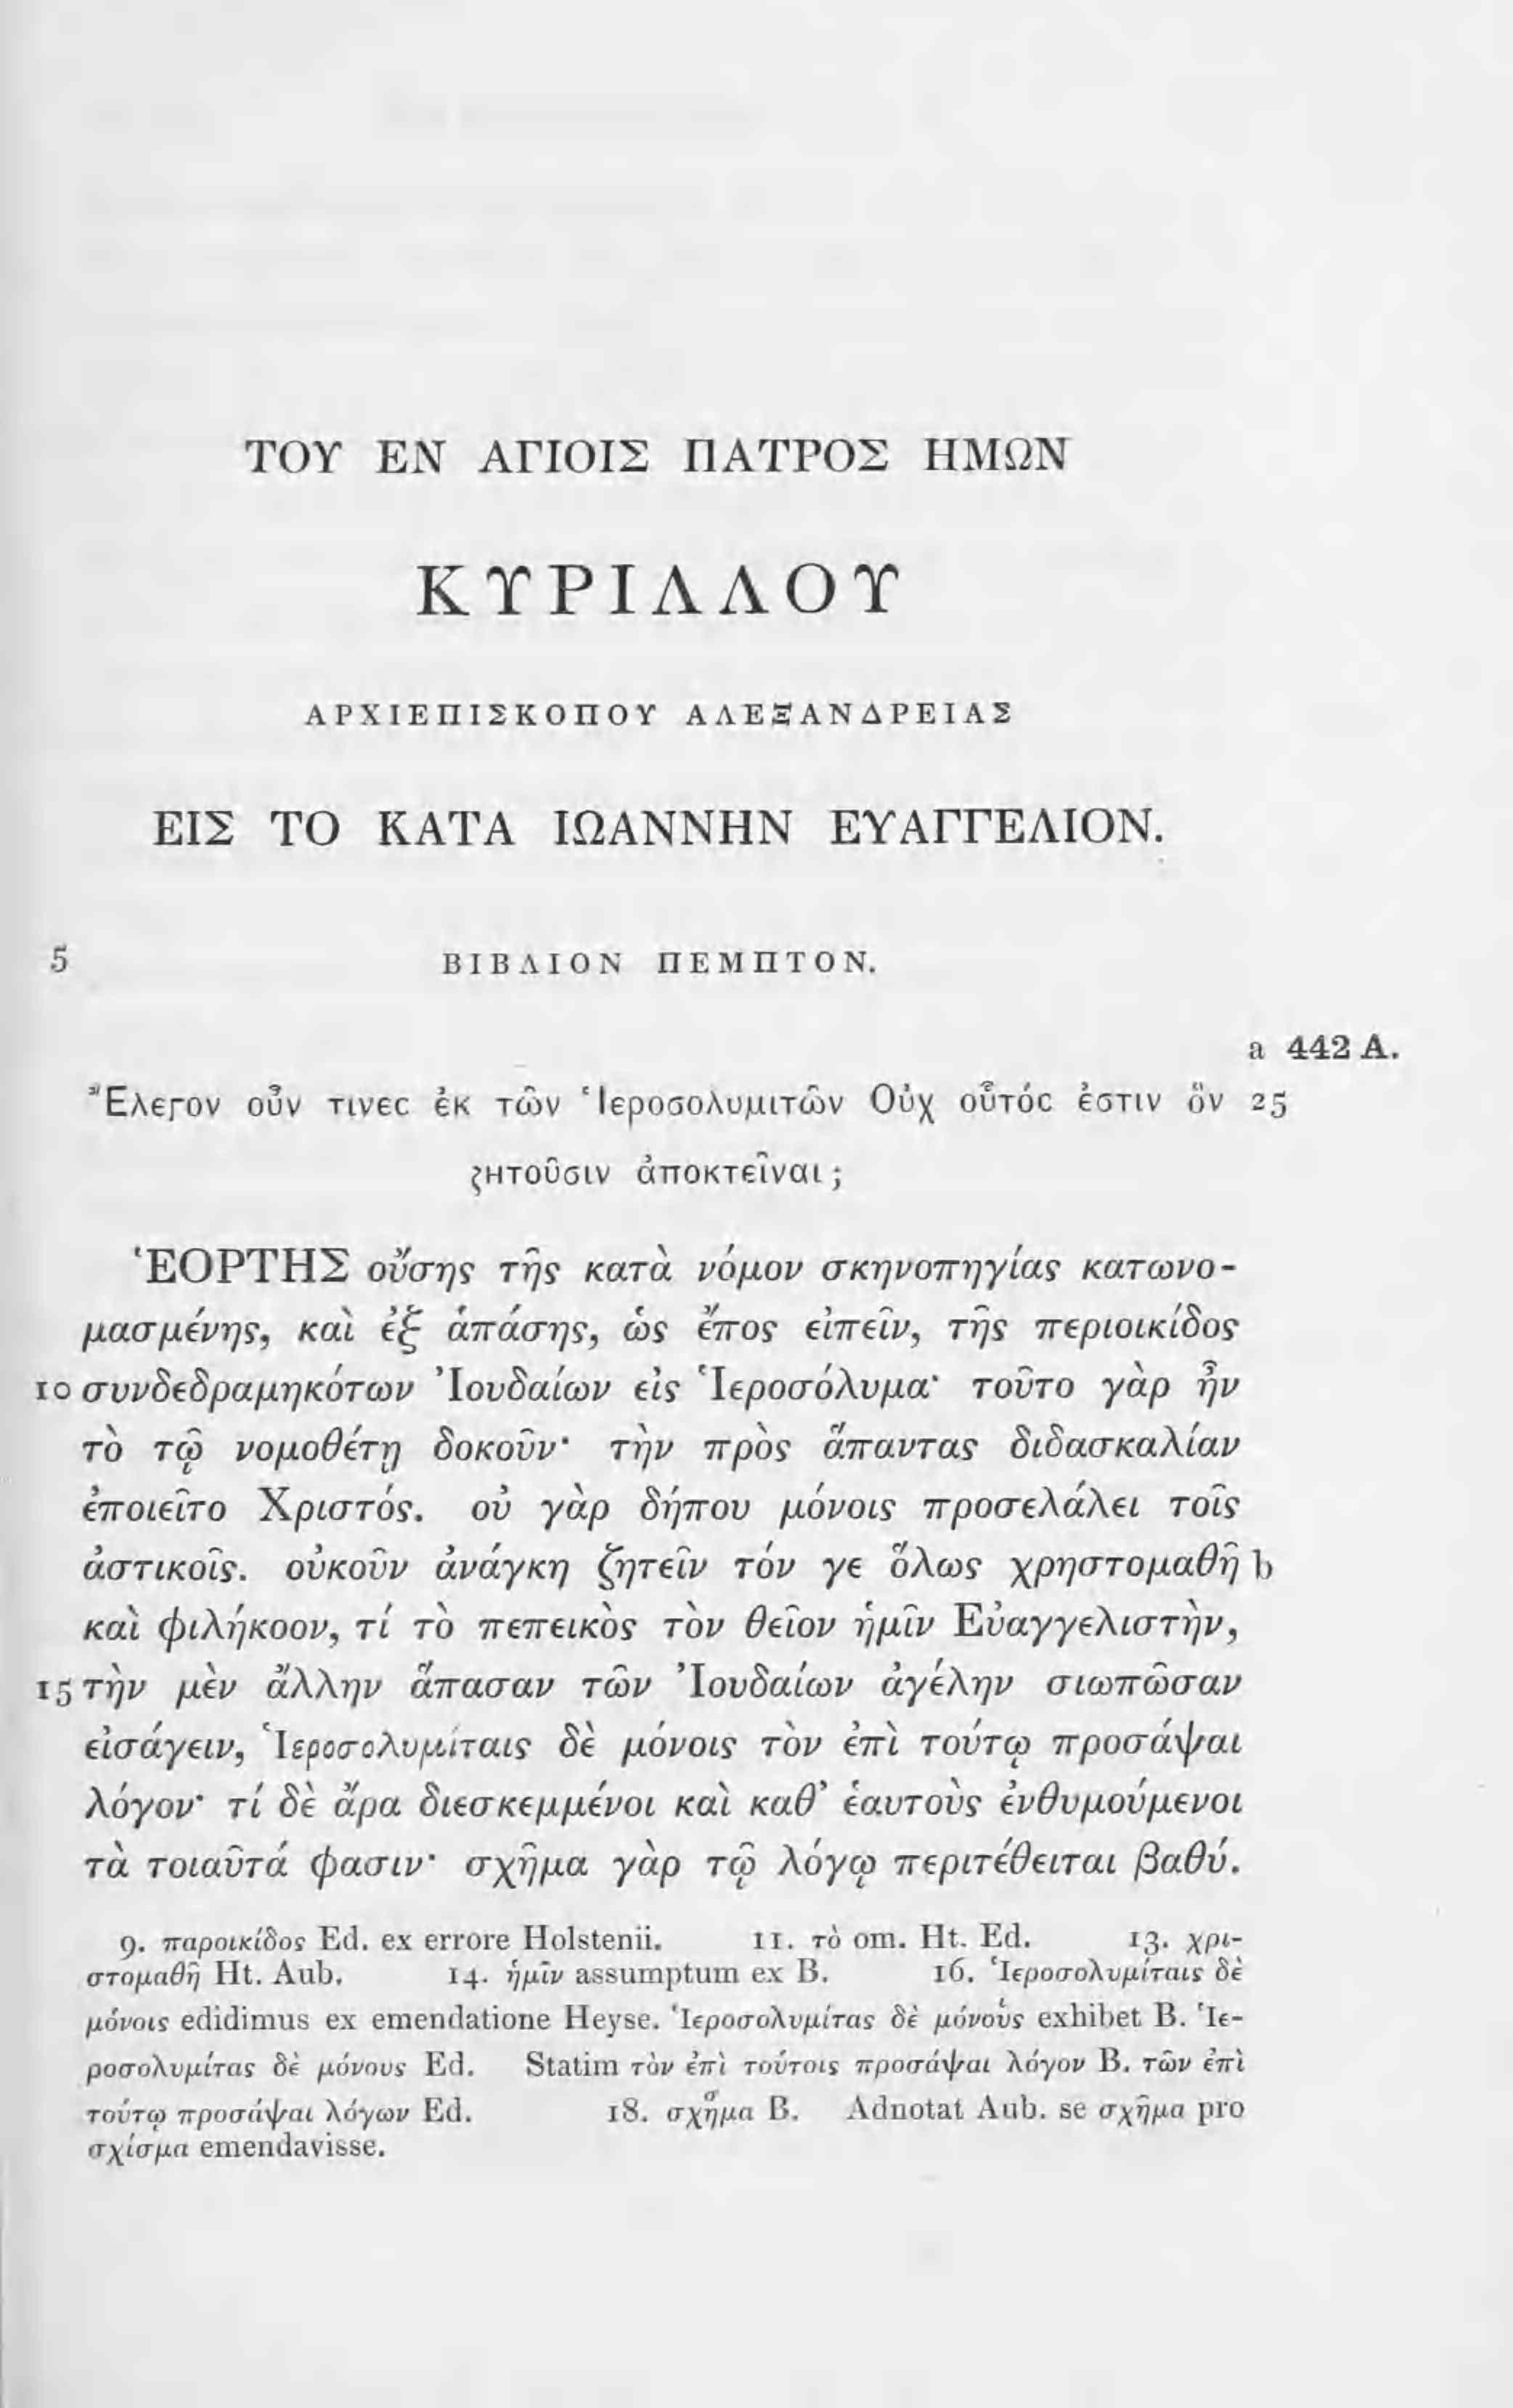 ΤΟΥ ΕΝ ΑΓΙΟΙΣ ΠΑΤΡΟΣ ΗΜΩΝ
ΚΥΡΙΛΛΟΥ
ΑΡΧΙΕΠΙΣΚΟΠΟΥ ΑΛΕΞΑΝΔΡΕΙΑΣ
ΕΙΣ ΤΟ ΚΑΤΑ ΙΩΑΝΝΗΝ ΕΥΑΓΓΕΛΙΟΝ.
5 ΒΙΒΛΙΟΝ ΠΕΜΠΤΟΝ.
a 442 A.
Ἔλεγον οὖν τινες ἐκ τῶν Ἱεροσολυμιτῶν Οὐχ οὗτός ἐστιν ὃν 25
ζητοῦσιν ἀποκτεῖναι ;
ἙΟΡΤΗΣ οὔσης τῆς κατὰ νόμον σκηνοπηγίας κατωνο-
μασμένης, καὶ ἐξ ἁπάσης, ὡς ἔπος εἰπεῖν, τῆς περιοικίδος
10 συνδεδραμηκότων Ἰουδαίων εἰς Ἱεροσόλυμα· τοῦτο γὰρ ἦν
τὸ τῷ νομοθέτῃ δοκοῦν· τὴν πρὸς ἅπαντας διδασκαλίαν
ἐποιεῖτο Χριστός. οὐ γὰρ δήπου μόνοις προσελάλει τοῖς
ἀστικοῖς. οὐκοῦν ἀνάγκη ζητεῖν τόν γε ὅλως χρηστομαθῆ b
καὶ φιλήκοον, τί τὸ πεπεικὸς τὸν θεῖον ἡμῖν Εὐαγγελιστὴν,
15 τὴν μὲν ἄλλην ἅπασαν τῶν Ἰουδαίων ἀγέλην σιωπῶσαν
εἰσάγειν, Ἱεροσολυμίταις δὲ μόνοις τὸν ἐπὶ τούτῳ προσάψαι
λόγον· τί δὲ ἄρα διεσκεμμένοι καὶ καθ’ ἑαυτοὺς ἐνθυμούμενοι
τὰ τοιαῦτά φασιν· σχῆμα γὰρ τῷ λόγῳ περιτέθειται βαθύ.
9. παροικίδος Ed. ex errore Holstenii. 11. τὸ om. Ht. Ed. 13. χρι-
στομαθῆ Ht. Aub. 14. ἡμῖν assumptum ex B. 16. Ἱεροσολυμίταις δὲ
μόνοις edidimus ex emendatione Heyse. Ἱεροσολυμίτας δὲ μόνους exhibet B. Ἱε-
ροσολυμίτας δὲ μόνους Ed. Statim τὸν ἐπὶ τούτοις προσάψαι λόγον B. τῶν ἐπὶ
τούτῳ προσάψαι λόγων Ed. 18. σχῆμα B. Adnotat Aub. se σχῆμα pro
σχίσμα emendavisse.